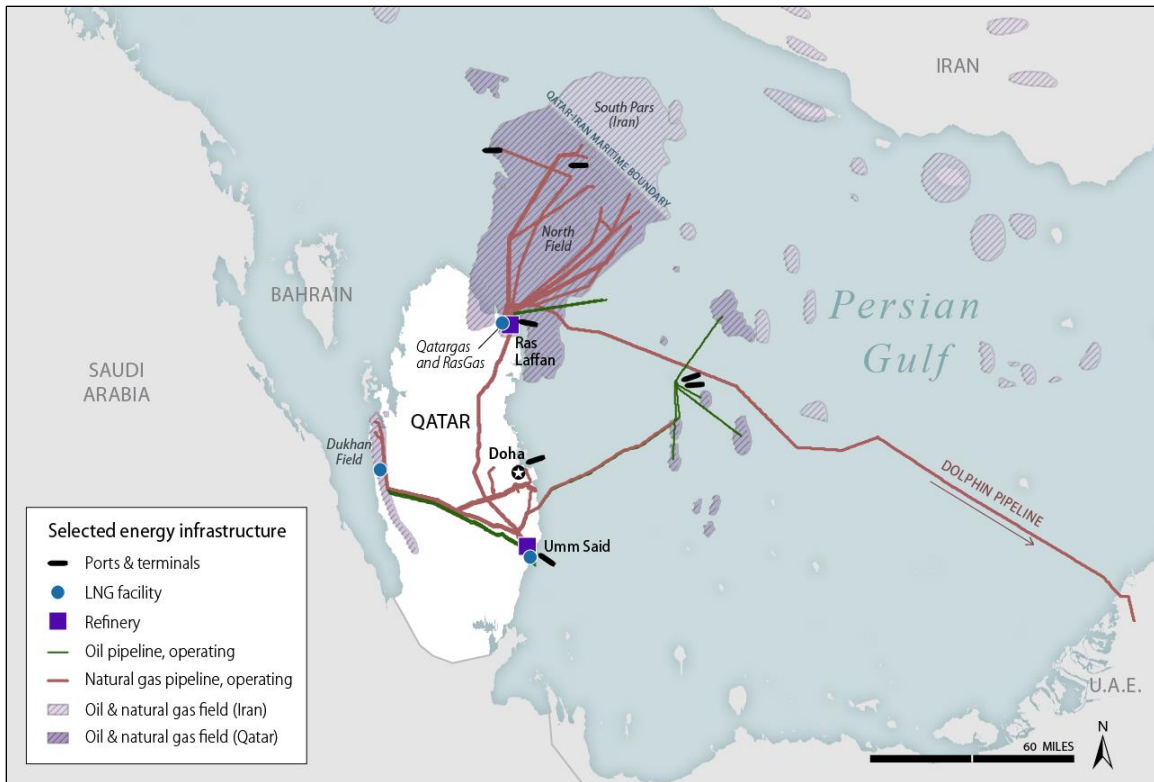 IRAN
South Pars
(Iran)
QATAR-IRAN MARITIME BOUNDARY
North
Field
BAHRAIN
Persian
Gulf
Qatargas
and RasGas
Ras
Laffan
SAUDI
ARABIA
QATAR
Dukhan
Field
Doha
DOLPHIN PIPELINE
Umm Said
Selected energy infrastructure
Ports & terminals
LNG facility
Refinery
Oil pipeline, operating
Natural gas pipeline, operating
Oil & natural gas field (Iran)
Oil & natural gas field (Qatar)
U.A.E.
60 MILES
N